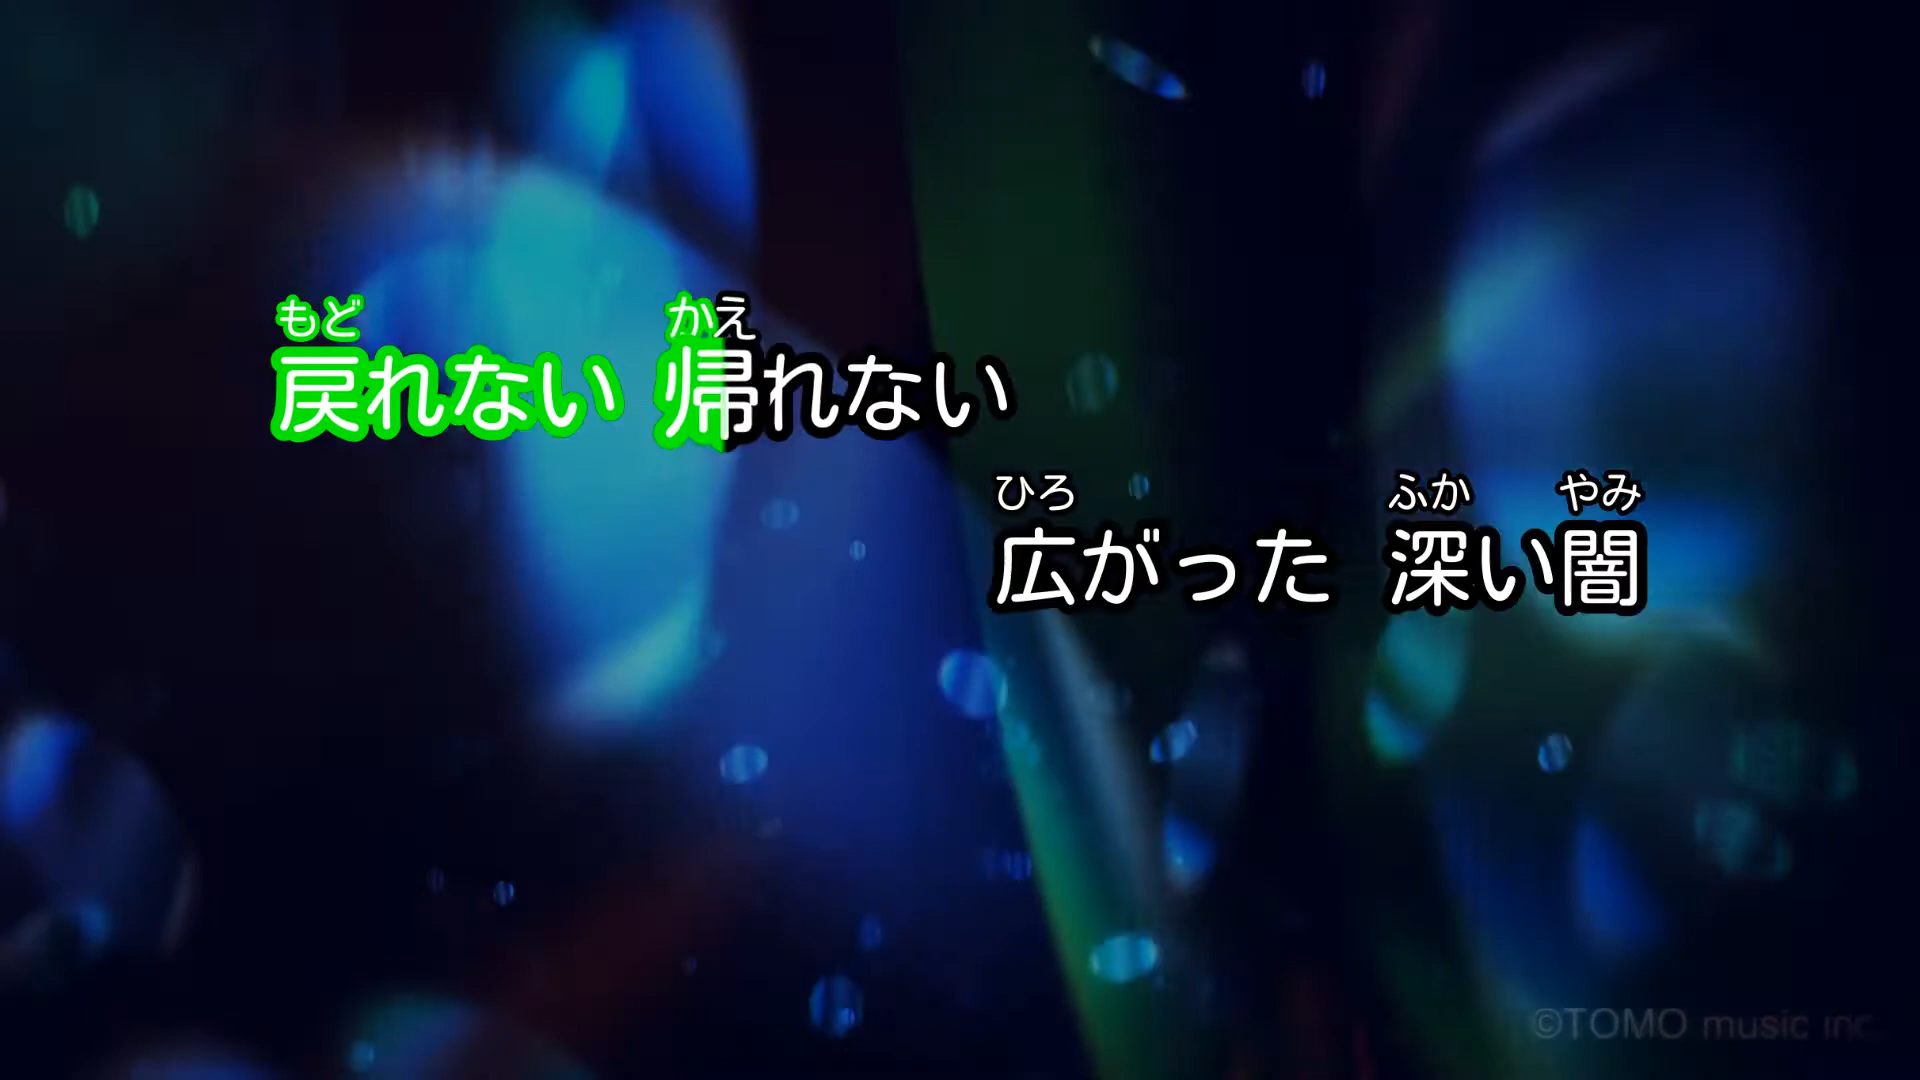 もど かえ
戻れない 帰れない
ひろ ふか やみ
広がった 深い闇
©TOMO music inc.